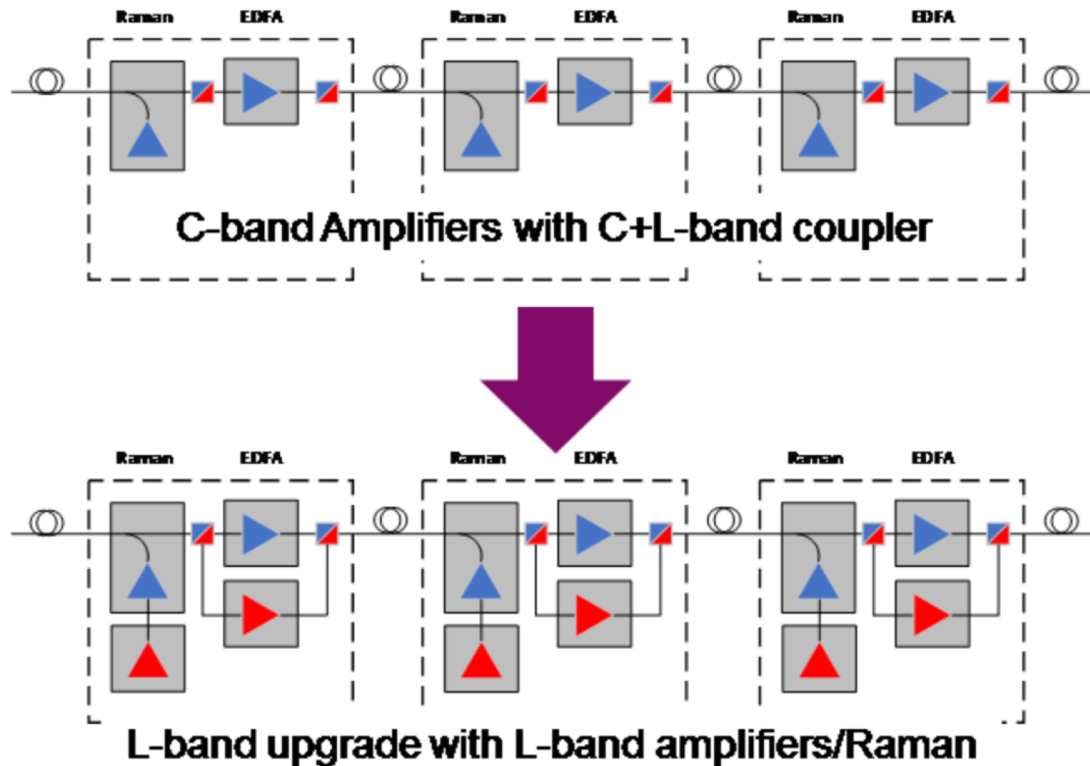 Raman EDFA Raman EDFA Raman EDFA
C-band Amplifiers with C+L-band coupler
Raman EDFA Raman EDFA Raman EDFA
L-band upgrade with L-band amplifiers/Raman